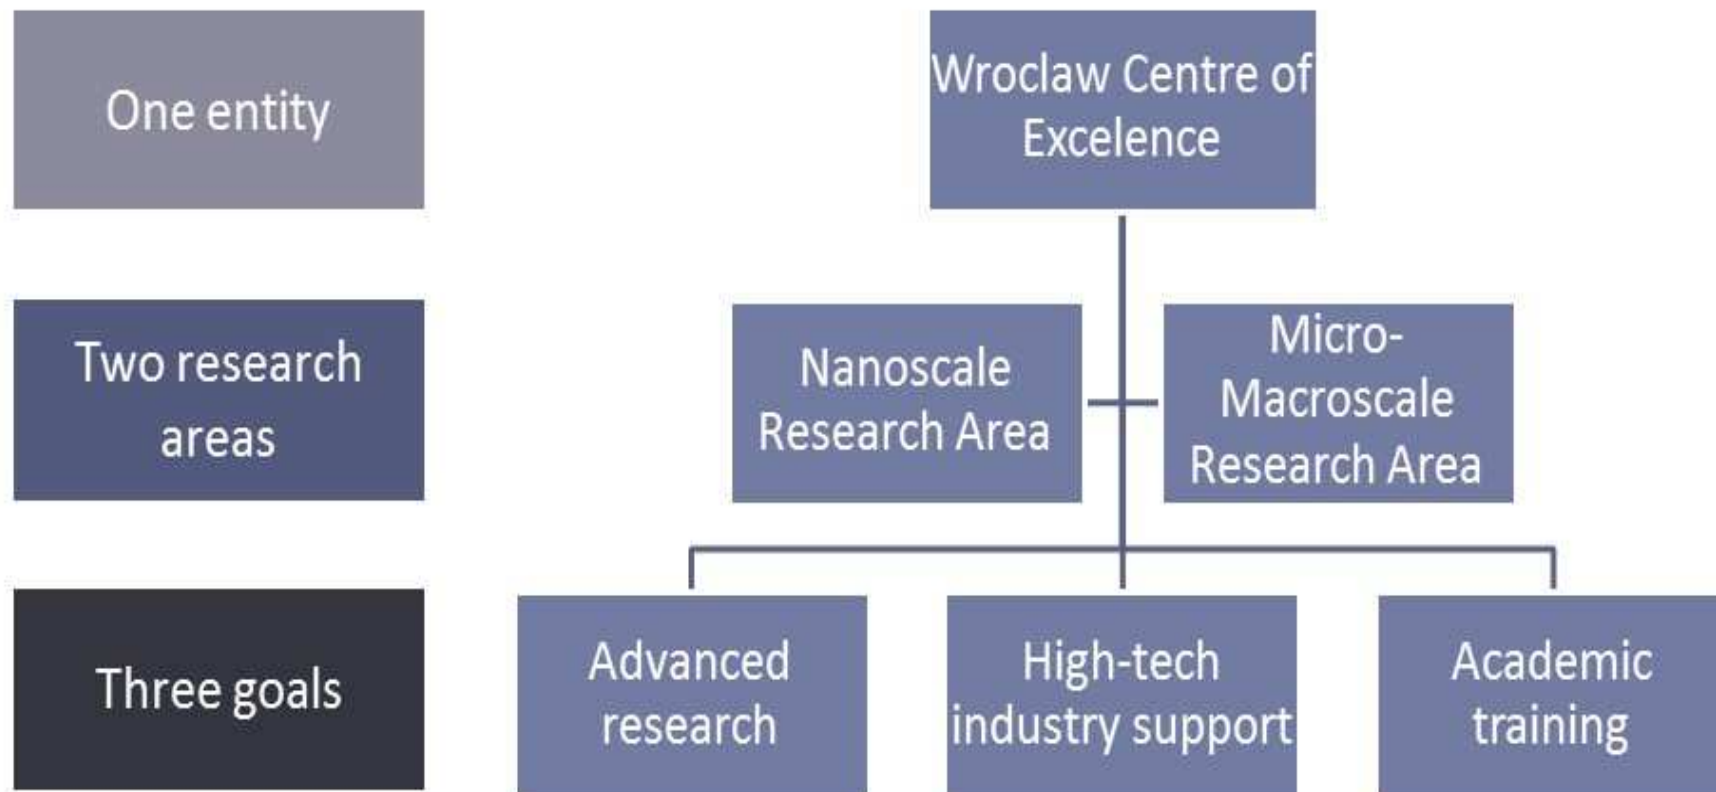 One entity
Wroclaw Centre of
Excelence
Two research
areas
Nanoscale
Research Area
Micro-
Macroscale
Research Area
Three goals
Advanced
research
High-tech
industry support
Academic
training